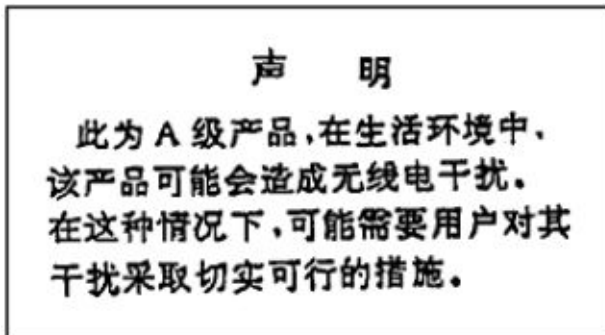 声 明
此为 A 级产品,在生活环境中,
该产品可能会造成无线电干扰。
在这种情况下,可能需要用户对其
干扰采取切实可行的措施。